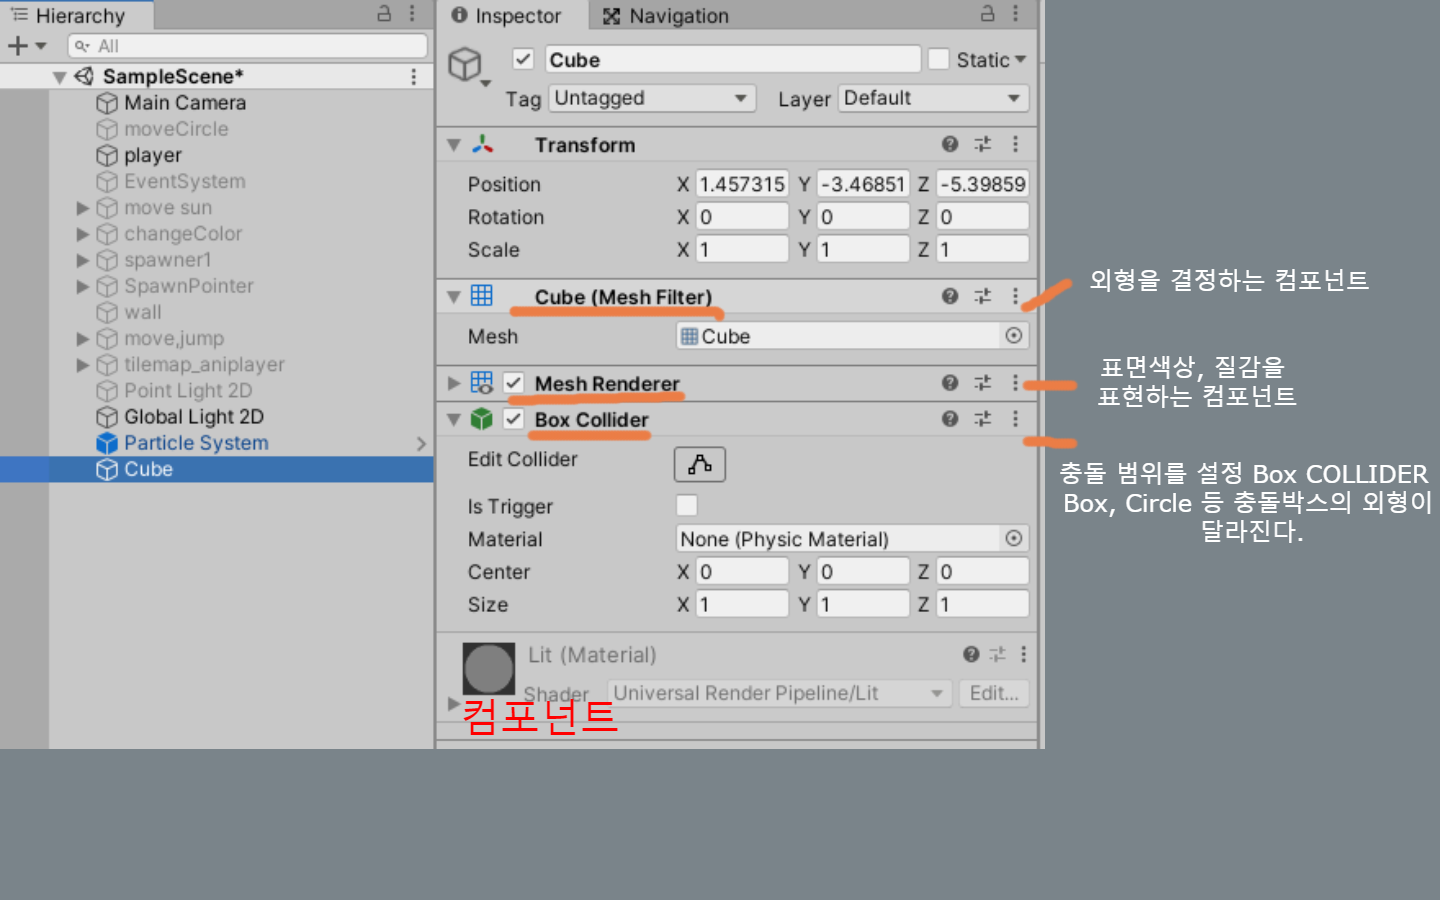 Hierarchy
All
SampleScene*
Main Camera
moveCircle
player
EventSystem
move sun
changeColor
spawner1
SpawnPointer
wall
move,jump
tilemap_aniplayer
Point Light 2D
Global Light 2D
Particle System
Cube
Inspector
Navigation
Cube
Static
Tag Untagged Layer Default
Transform
Position X 1.457315 Y -3.46851 Z -5.39859
Rotation X 0 Y 0 Z 0
Scale X 1 Y 1 Z 1
Cube (Mesh Filter)
Mesh Cube
Mesh Renderer
Box Collider
Edit Collider
Is Trigger
Material None (Physic Material)
Center X 0 Y 0 Z 0
Size X 1 Y 1 Z 1
Lit (Material)
Shader Universal Render Pipeline/Lit Edit...
컴포넌트
외형을 결정하는 컴포넌트
표면색상, 질감을
표현하는 컴포넌트
충돌 범위를 설정 Box COLLIDER
Box, Circle 등 충돌박스의 외형이
달라진다.